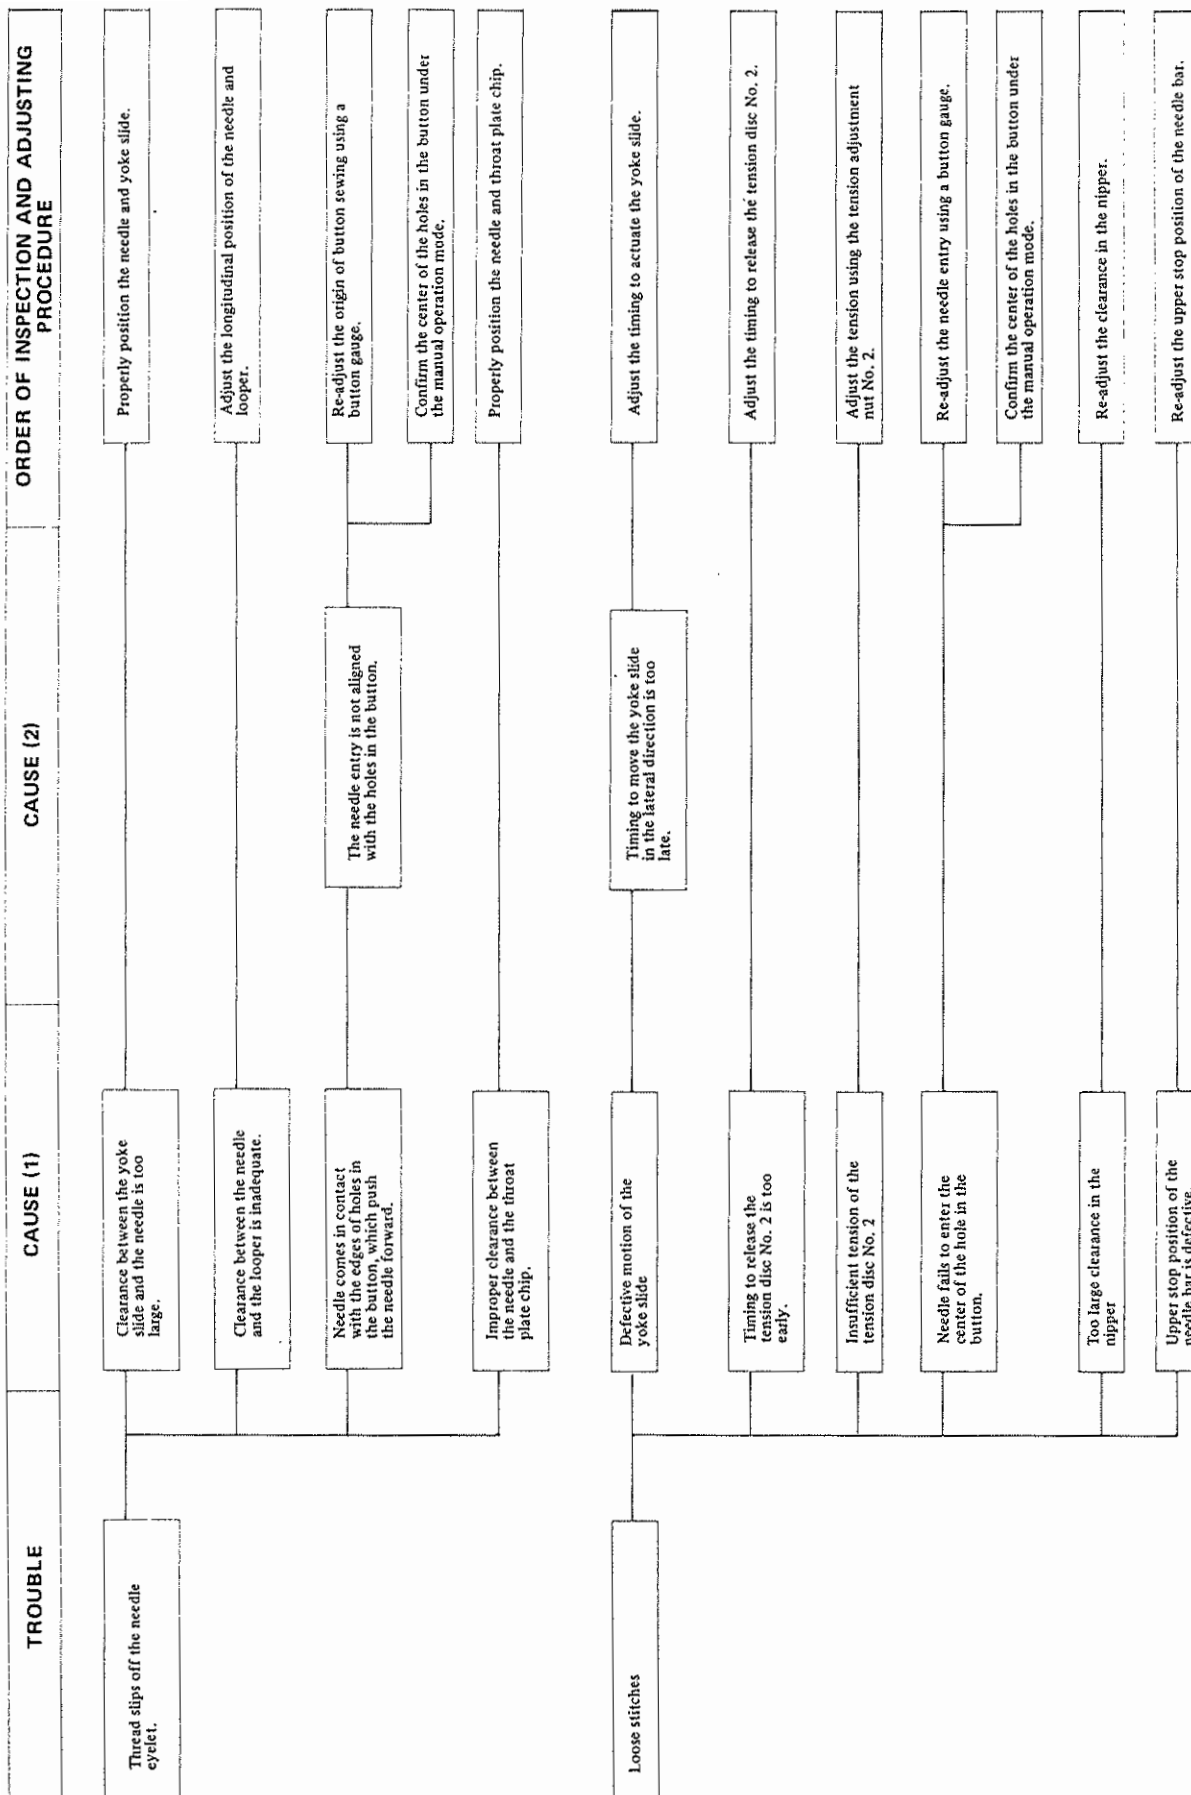 TROUBLE
CAUSE (1)
CAUSE (2)
ORDER OF INSPECTION AND ADJUSTING
PROCEDURE
Thread slips off the needle
eyelet.
Clearance between the yoke
slide and the needle is too
large.
Properly position the needle and yoke slide.
Clearance between the needle
and the looper is inadequate.
Adjust the longitudinal position of the needle and
looper.
Needle comes in contact
with the edges of holes in
the button, which push
the needle forward.
The needle entry is not aligned
with the holes in the button.
Re-adjust the origin of button sewing using a
button gauge.
Confirm the center of the holes in the button under
the manual operation mode.
Improper clearance between
the needle and the throat
plate chip.
Properly position the needle and throat plate chip.
Loose stitches
Defective motion of the
yoke slide
Timing to move the yoke slide
in the lateral direction is too
late.
Adjust the timing to actuate the yoke slide.
Timing to release the
tension disc No. 2 is too
early.
Adjust the timing to release the tension disc No. 2.
Insufficient tension of the
tension disc No. 2
Adjust the tension using the tension adjustment
nut No. 2.
Needle fails to enter the
center of the hole in the
button.
Re-adjust the needle entry using a button gauge.
Confirm the center of the holes in the button under
the manual operation mode.
Too large clearance in the
nipper
Re-adjust the clearance in the nipper.
Upper stop position of the
needle bar is defective.
Re-adjust the upper stop position of the needle bar.